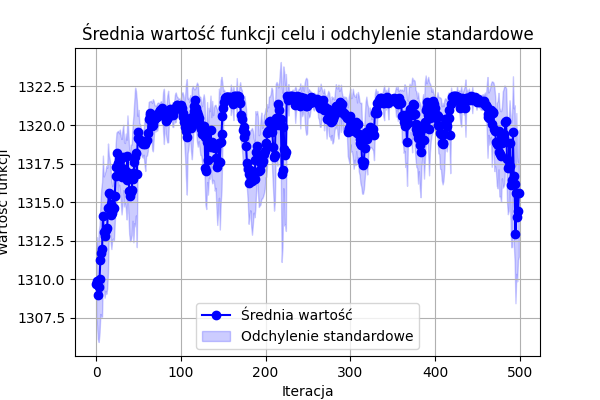 Średnia wartość funkcji celu i odchylenie standardowe
1322.5
1320.0
1317.5
1315.0
1312.5
1310.0
1307.5
Wartość funkcji
Średnia wartość
Odchylenie standardowe
0 100 200 300 400 500
Iteracja